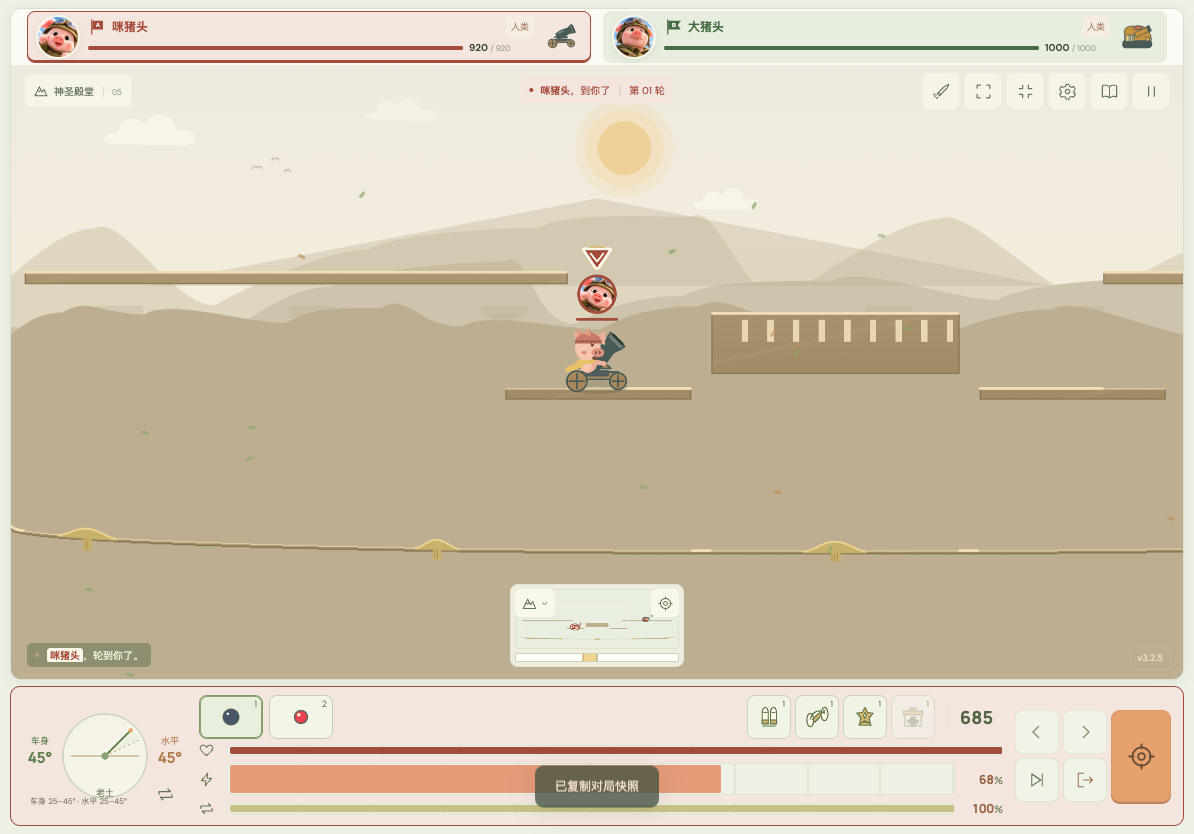 A
咪猪头
人类
920 / 920
B
大猪头
人类
1000 / 1000
神圣殿堂
05
咪猪头，到你了
第 01 轮
咪猪头，轮到你了。
v3.2.5
车身
45°
水平
45°
老土
车身 25–45° · 水平 25–45°
1
2
1
1
1
1
685
68%
100%
已复制对局快照